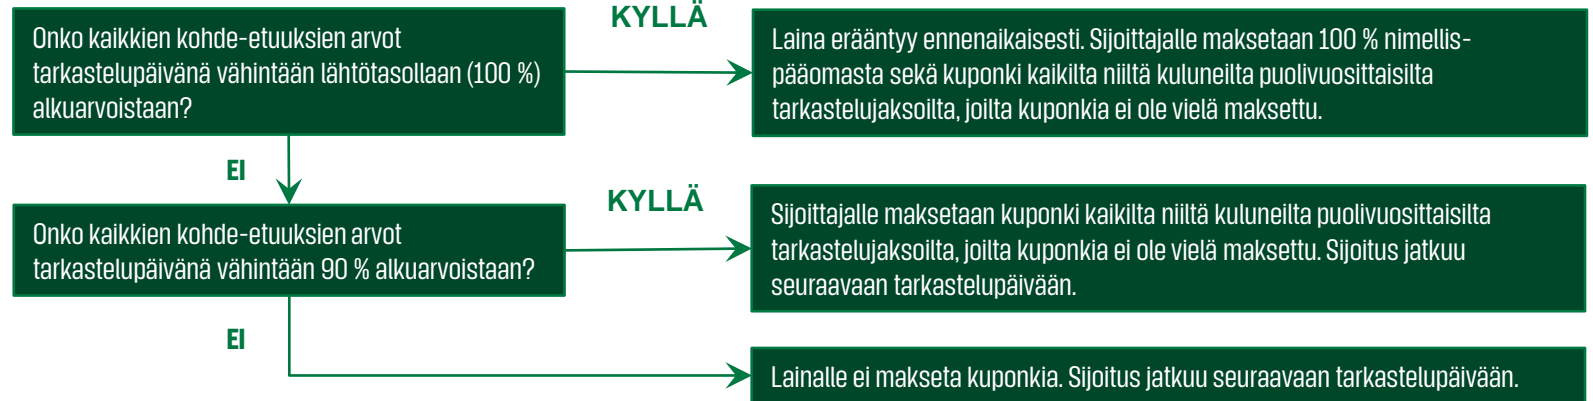 Onko kaikkien kohde-etuuksien arvot
tarkastelupäivänä vähintään lähtötasollaan (100 %)
alkuarvoistaan?
KYLLÄ
Laina erääntyy ennenaikaisesti. Sijoittajalle maksetaan 100 % nimellis-
pääomasta sekä kuponki kaikilta niiltä kuluneilta puolivuosittaisilta
tarkastelujaksoilta, joilta kuponkia ei ole vielä maksettu.
EI
Onko kaikkien kohde-etuuksien arvot
tarkastelupäivänä vähintään 90 % alkuarvoistaan?
KYLLÄ
Sijoittajalle maksetaan kuponki kaikilta niiltä kuluneilta puolivuosittaisilta
tarkastelujaksoilta, joilta kuponkia ei ole vielä maksettu. Sijoitus jatkuu
seuraavaan tarkastelupäivään.
EI
Lainalle ei makseta kuponkia. Sijoitus jatkuu seuraavaan tarkastelupäivään.